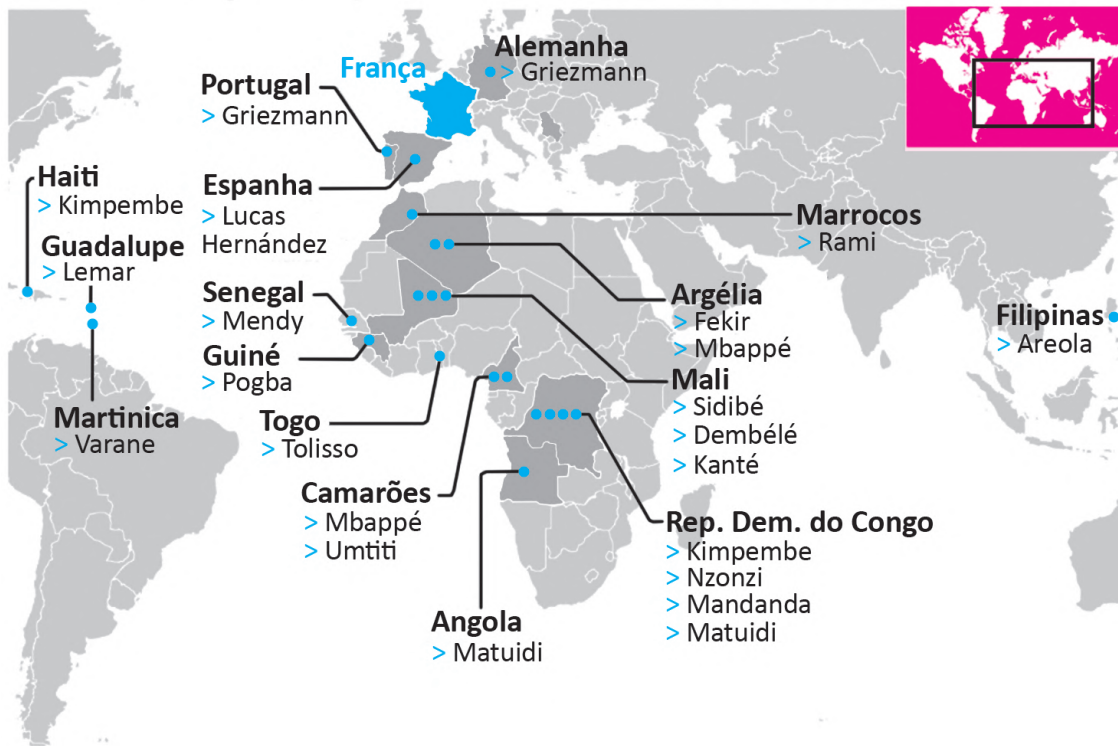 Alemanha
> Griezmann
França
Portugal
> Griezmann
Haiti
> Kimpembe
Espanha
> Lucas
Hernández
Marrocos
> Rami
Guadalupe
> Lemar
Senegal
> Mendy
Argélia
> Fekir
> Mbappé
Filipinas
> Areola
Guiné
> Pogba
Mali
> Sidibé
> Dembélé
> Kanté
Martinica
> Varane
Togo
> Tolisso
Camarões
> Mbappé
> Umtiti
Rep. Dem. do Congo
> Kimpembe
> Nzonzi
> Mandanda
> Matuidi
Angola
> Matuidi